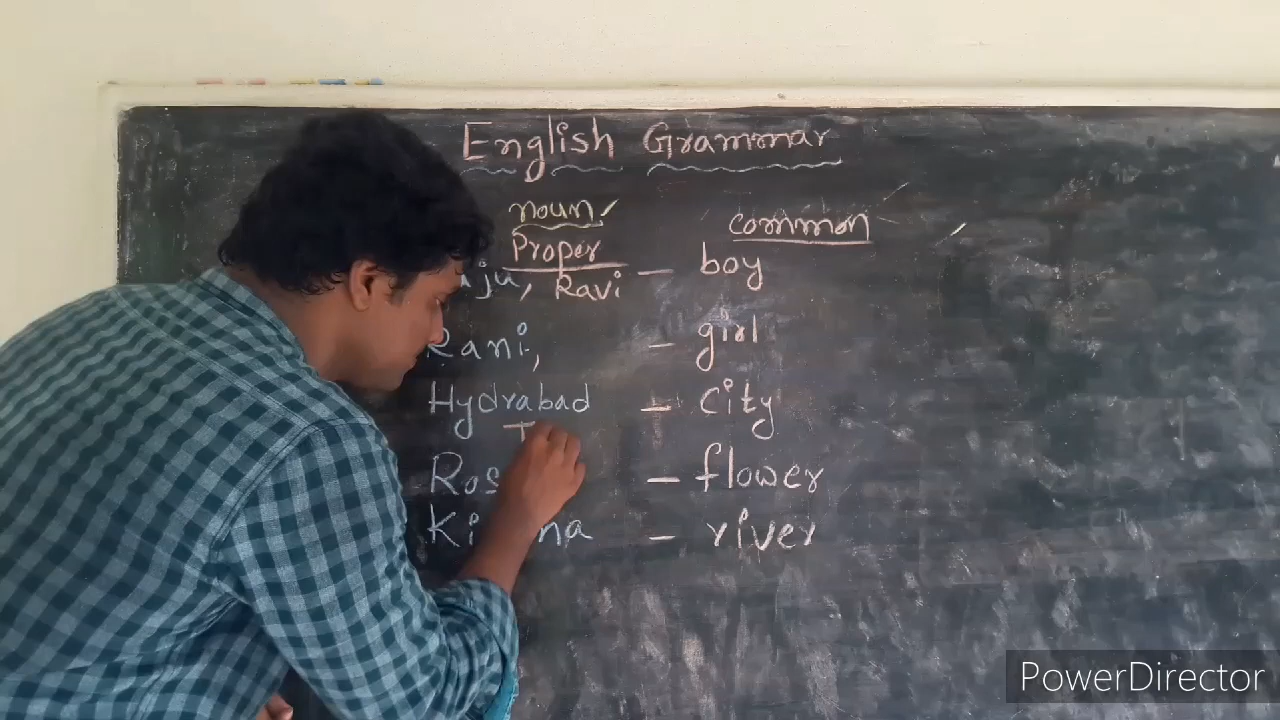 English Grammar
noun
Proper common
Ravi — boy
Rani, — girl
Hydrabad — city
T
— flower
— river
PowerDirector